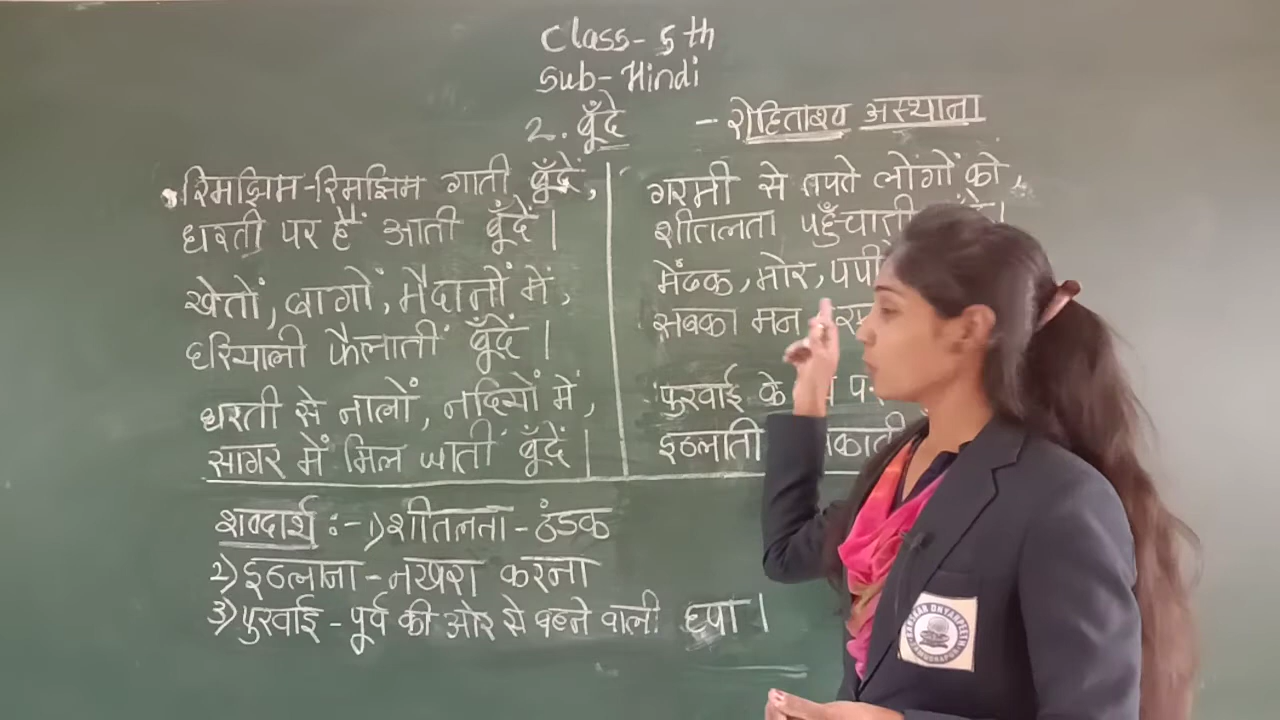 Class- 5th
Sub- Hindi
2. बूँदे - रोहिताश्व अस्थाना
रिमझिम-रिमझिम गाती बूँदें,
धरती पर हैं आती बूँदें।
खेतों, बागों, मैदानों में,
हरियाली फैलातीं बूँदें।
धरती से नालों, नदियों में,
सागर में मिल जातीं बूँदें।
गरमी से तपते लोंगों को,
शीतलता पहुँचाती
मेंढक, मोर,
सबका मन
पुरवाई के
इठलाती
शब्दार्थ :- 1) शीतलता - ठंडक
2) इठलाना - नखरा करना
3) पुरवाई - पूर्व की ओर से बहने वाली हवा।